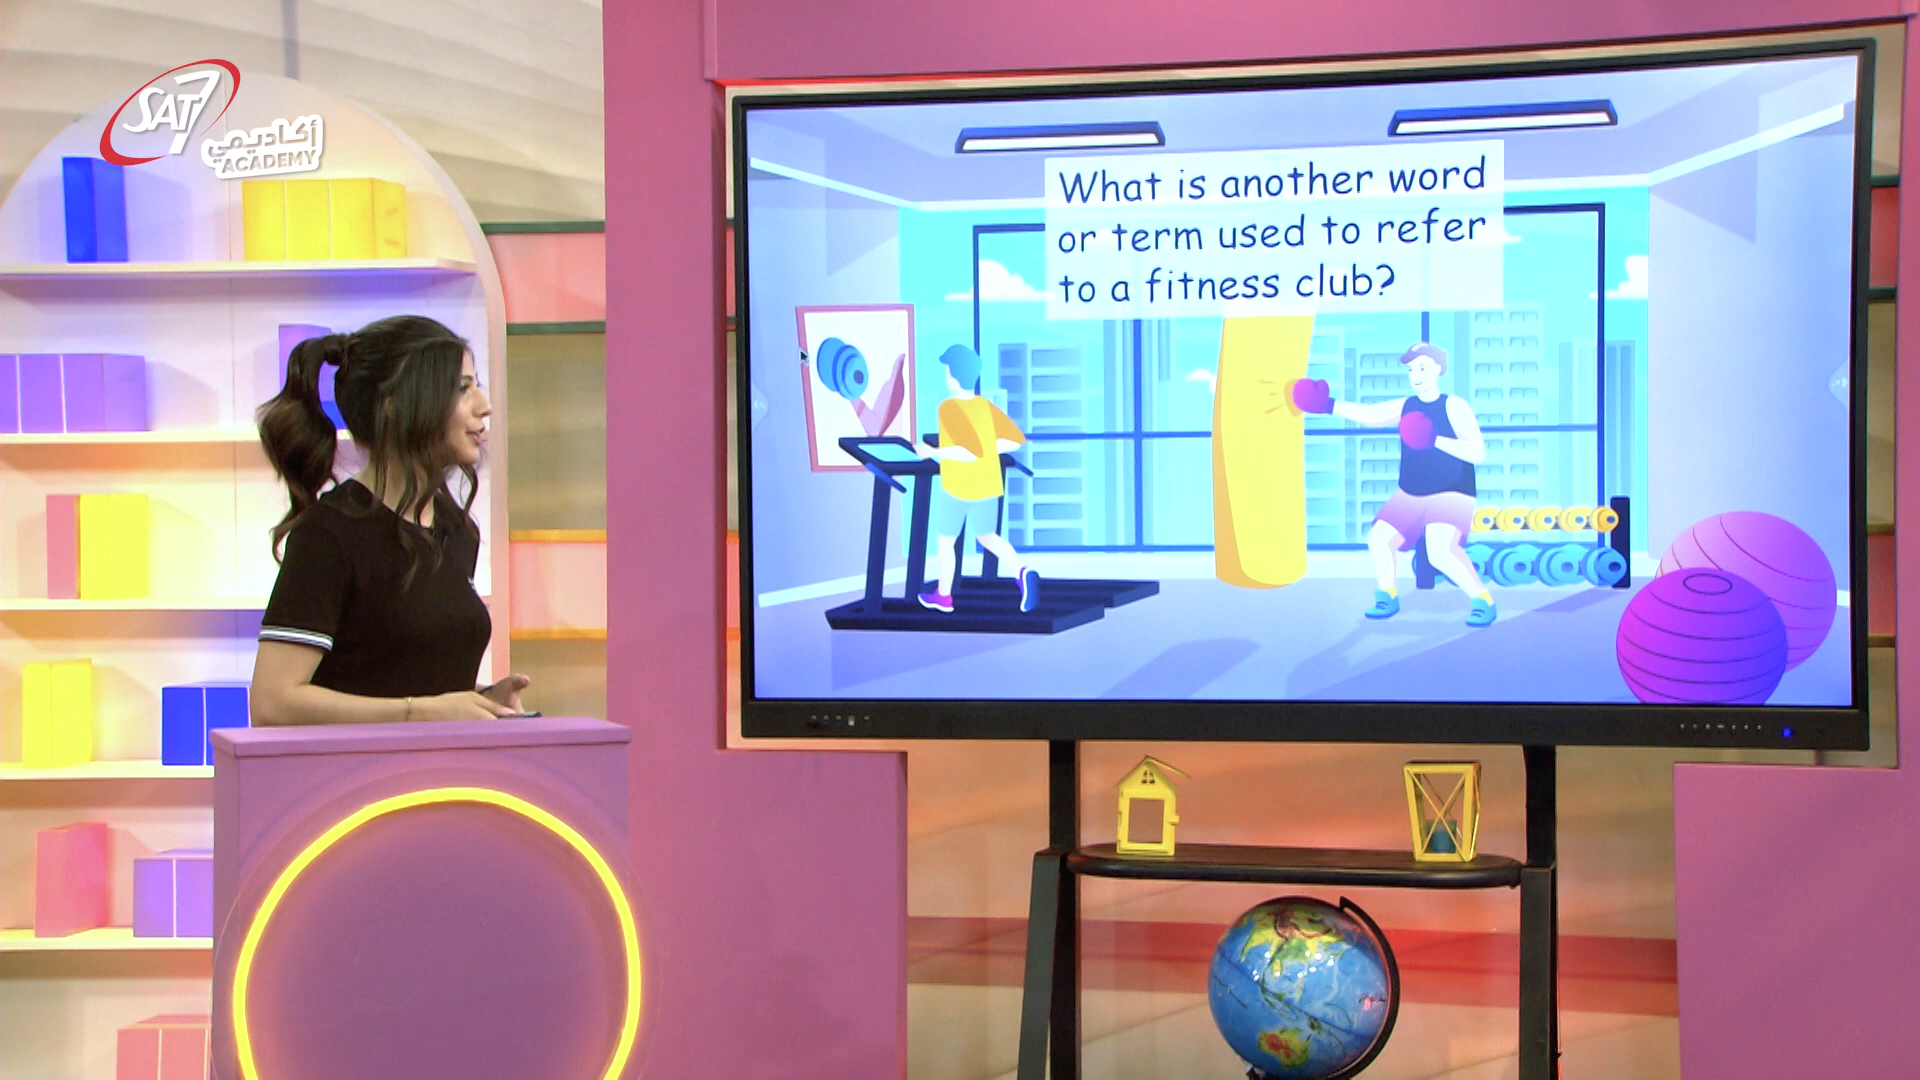 SAT7
أكاديمي
ACADEMY
What is another word
or term used to refer
to a fitness club?